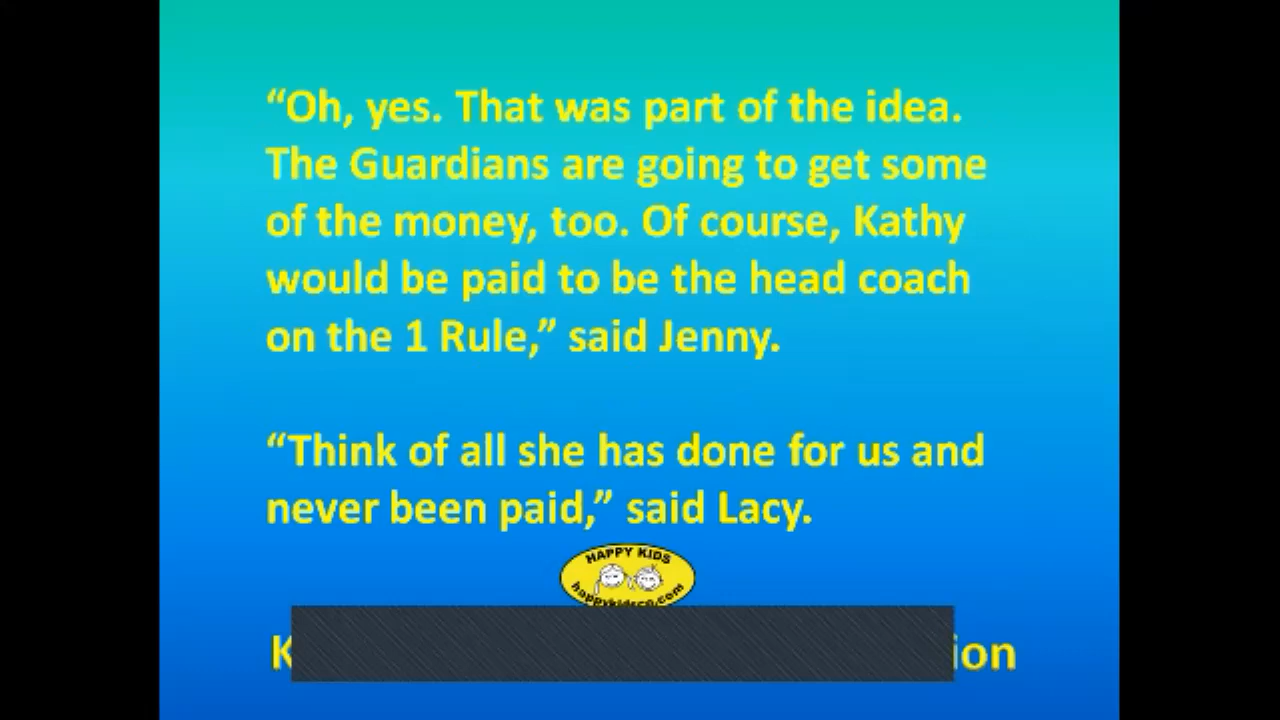 “Oh, yes. That was part of the idea.
The Guardians are going to get some
of the money, too. Of course, Kathy
would be paid to be the head coach
on the 1 Rule,” said Jenny.
“Think of all she has done for us and
never been paid,” said Lacy.
HAPPY KIDS